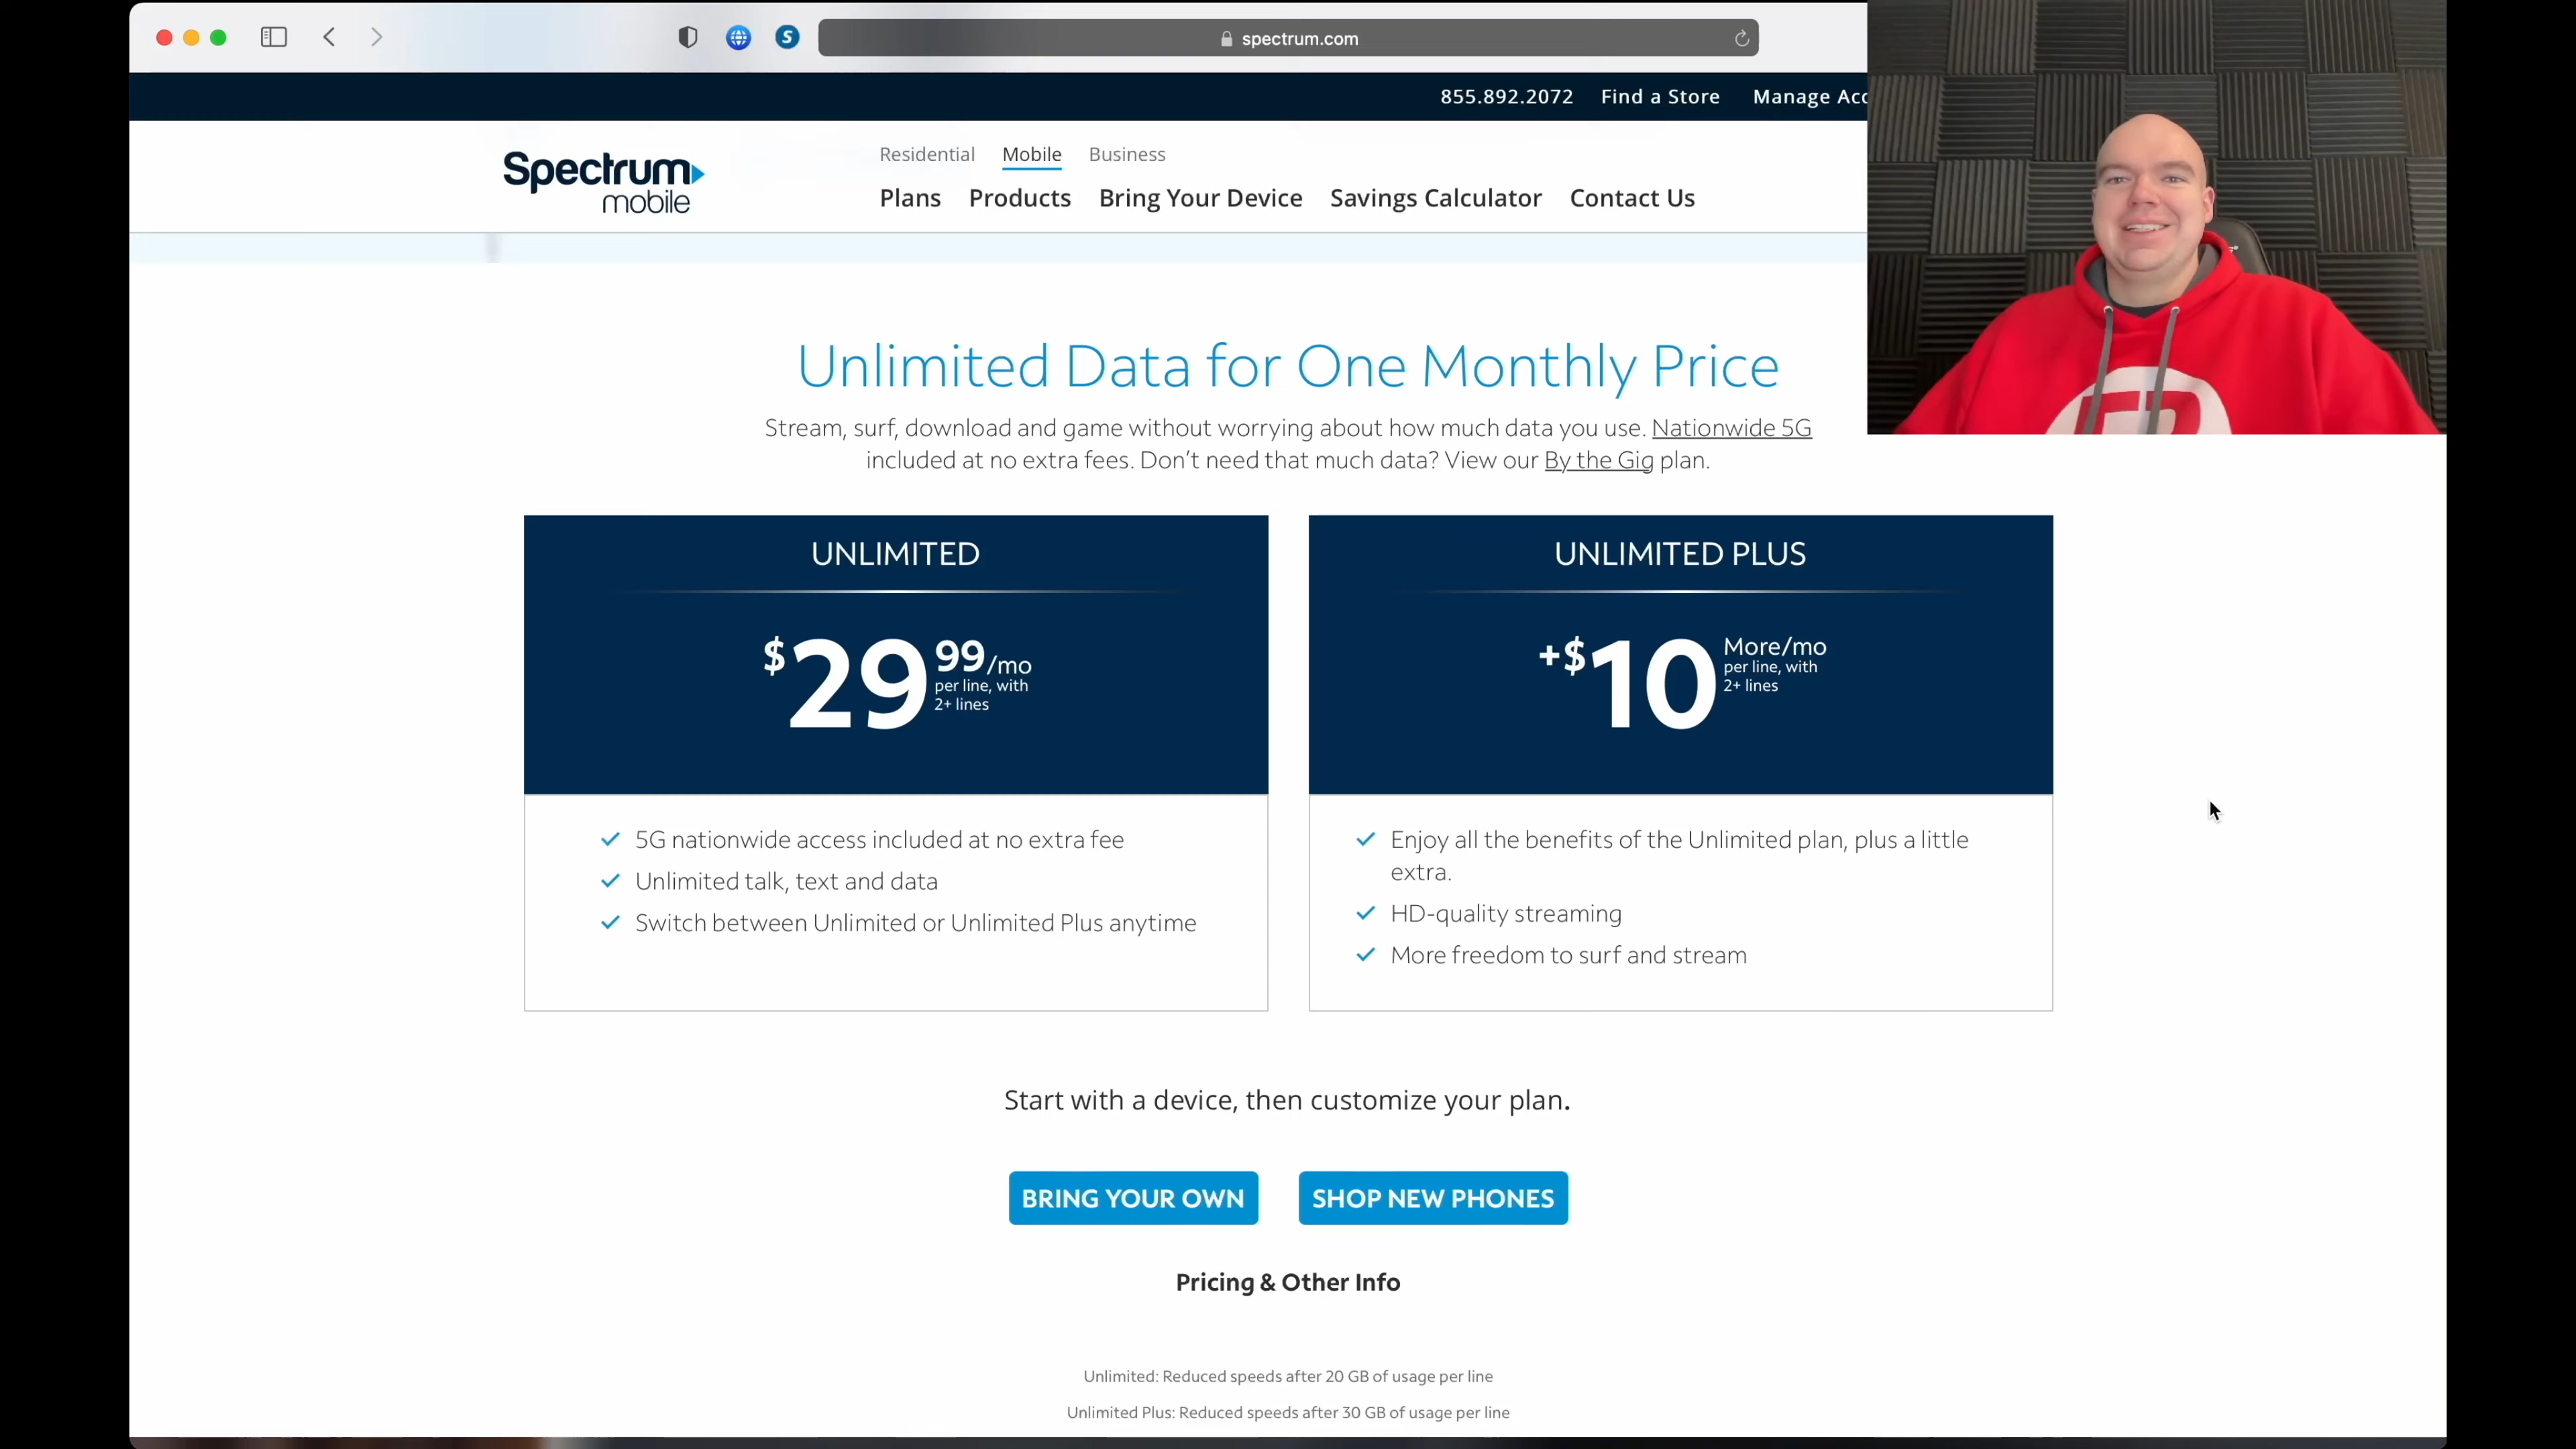 spectrum.com
855.892.2072 Find a Store Manage Acc
Residential Mobile Business
Spectrum
mobile
Plans Products Bring Your Device Savings Calculator Contact Us
Unlimited Data for One Monthly Price
Stream, surf, download and game without worrying about how much data you use. Nationwide 5G
included at no extra fees. Don't need that much data? View our By the Gig plan.
UNLIMITED
$29 99/mo
per line, with
2+ lines
5G nationwide access included at no extra fee
Unlimited talk, text and data
Switch between Unlimited or Unlimited Plus anytime
UNLIMITED PLUS
+$10 More/mo
per line, with
2+ lines
Enjoy all the benefits of the Unlimited plan, plus a little
extra.
HD-quality streaming
More freedom to surf and stream
Start with a device, then customize your plan.
BRING YOUR OWN SHOP NEW PHONES
Pricing & Other Info
Unlimited: Reduced speeds after 20 GB of usage per line
Unlimited Plus: Reduced speeds after 30 GB of usage per line